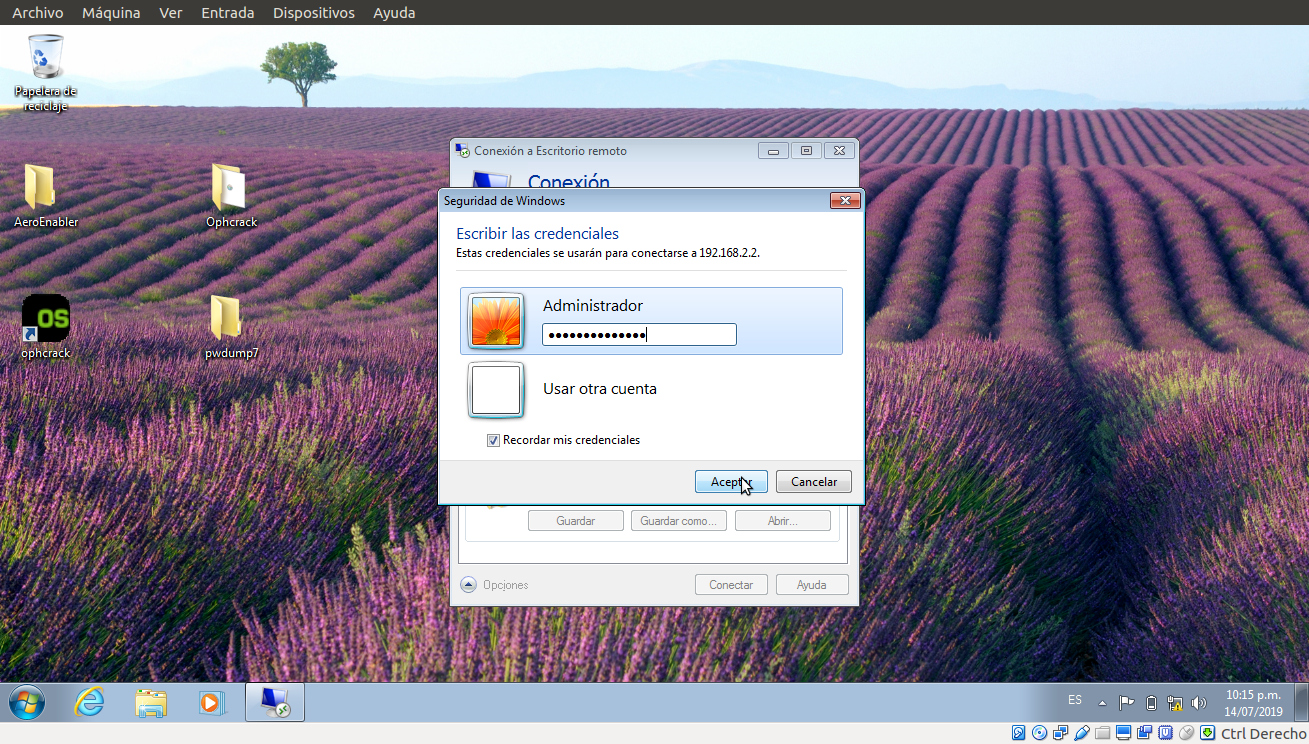 Archivo Máquina Ver Entrada Dispositivos Ayuda
Papelera de
reciclaje
AeroEnabler
Ophcrack
OS
ophcrack
pwdump7
Conexión a Escritorio remoto
Conexión
Seguridad de Windows
Escribir las credenciales
Estas credenciales se usarán para conectarse a 192.168.2.2.
Administrador
Usar otra cuenta
Recordar mis credenciales
Aceptar Cancelar
Guardar Guardar como... Abrir...
Opciones Conectar Ayuda
ES
10:15 p.m.
14/07/2019
Ctrl Derecho